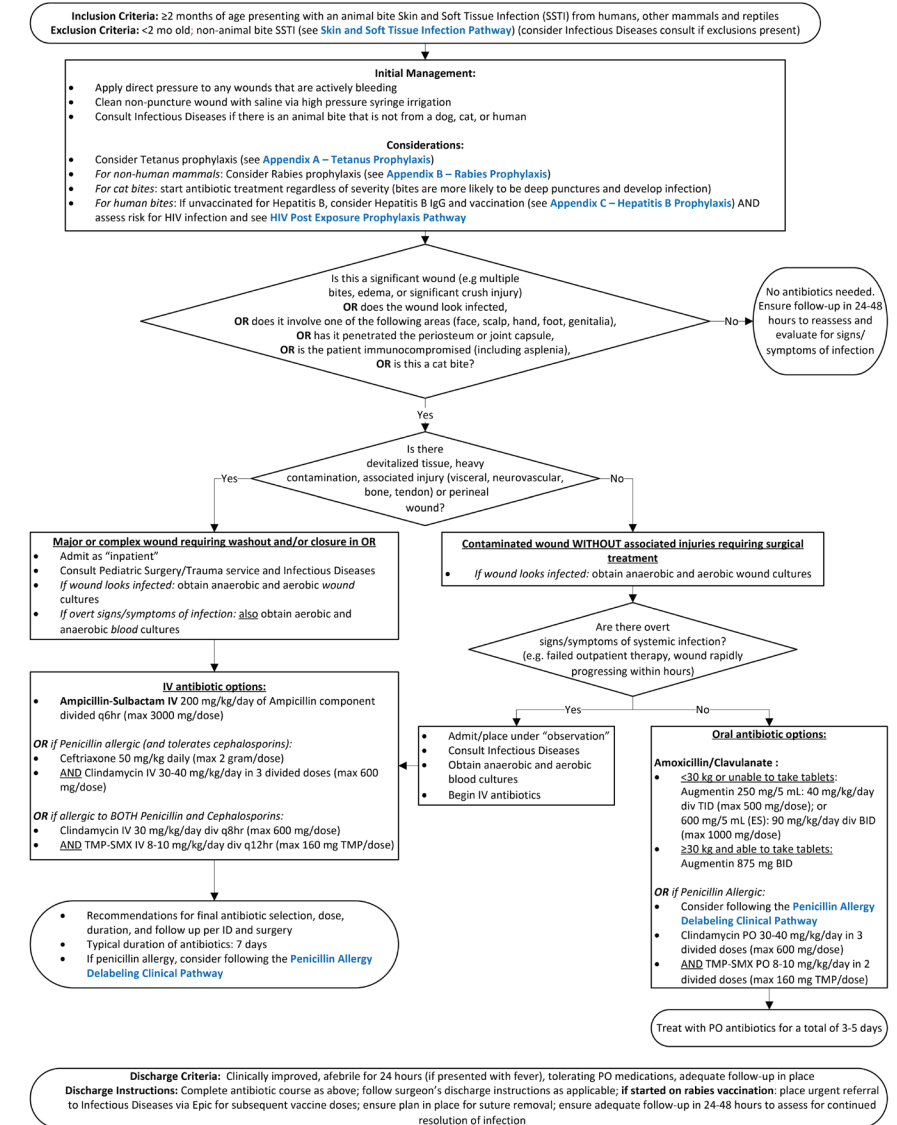 Inclusion Criteria: ≥2 months of age presenting with an animal bite Skin and Soft Tissue Infection (SSTI) from humans, other mammals and reptiles
Exclusion Criteria: <2 mo old; non-animal bite SSTI (see Skin and Soft Tissue Infection Pathway) (consider Infectious Diseases consult if exclusions present)
Initial Management:
• Apply direct pressure to any wounds that are actively bleeding
• Clean non-puncture wound with saline via high pressure syringe irrigation
• Consult Infectious Diseases if there is an animal bite that is not from a dog, cat, or human
Considerations:
• Consider Tetanus prophylaxis (see Appendix A – Tetanus Prophylaxis)
• For non-human mammals: Consider Rabies prophylaxis (see Appendix B – Rabies Prophylaxis)
• For cat bites: start antibiotic treatment regardless of severity (bites are more likely to be deep punctures and develop infection)
• For human bites: If unvaccinated for Hepatitis B, consider Hepatitis B IgG and vaccination (see Appendix C – Hepatitis B Prophylaxis) AND
assess risk for HIV infection and see HIV Post Exposure Prophylaxis Pathway
Is this a significant wound (e.g multiple
bites, edema, or significant crush injury)
OR does the wound look infected,
OR does it involve one of the following areas (face, scalp, hand, foot, genitalia),
OR has it penetrated the periosteum or joint capsule,
OR is the patient immunocompromised (including asplenia),
OR is this a cat bite?
No
No antibiotics needed.
Ensure follow-up in 24-48
hours to reassess and
evaluate for signs/
symptoms of infection
Yes
Is there
devitalized tissue, heavy
contamination, associated injury (visceral, neurovascular,
bone, tendon) or perineal
wound?
Yes
No
Major or complex wound requiring washout and/or closure in OR
• Admit as “inpatient”
• Consult Pediatric Surgery/Trauma service and Infectious Diseases
• If wound looks infected: obtain anaerobic and aerobic wound
cultures
• If overt signs/symptoms of infection: also obtain aerobic and
anaerobic blood cultures
Contaminated wound WITHOUT associated injuries requiring surgical
treatment
• If wound looks infected: obtain anaerobic and aerobic wound cultures
Are there overt
signs/symptoms of systemic infection?
(e.g. failed outpatient therapy, wound rapidly
progressing within hours)
Yes
No
IV antibiotic options:
• Ampicillin-Sulbactam IV 200 mg/kg/day of Ampicillin component
divided q6hr (max 3000 mg/dose)
OR if Penicillin allergic (and tolerates cephalosporins):
• Ceftriaxone 50 mg/kg daily (max 2 gram/dose)
• AND Clindamycin IV 30-40 mg/kg/day in 3 divided doses (max 600
mg/dose)
OR if allergic to BOTH Penicillin and Cephalosporins:
• Clindamycin IV 30 mg/kg/day div q8hr (max 600 mg/dose)
• AND TMP-SMX IV 8-10 mg/kg/day div q12hr (max 160 mg TMP/dose)
• Admit/place under “observation”
• Consult Infectious Diseases
• Obtain anaerobic and aerobic
blood cultures
• Begin IV antibiotics
Oral antibiotic options:
Amoxicillin/Clavulanate :
• <30 kg or unable to take tablets:
Augmentin 250 mg/5 mL: 40 mg/kg/day
div TID (max 500 mg/dose); or
600 mg/5 mL (ES): 90 mg/kg/day div BID
(max 1000 mg/dose)
• ≥30 kg and able to take tablets:
Augmentin 875 mg BID
OR if Penicillin Allergic:
• Consider following the Penicillin Allergy
Delabeling Clinical Pathway
• Clindamycin PO 30-40 mg/kg/day in 3
divided doses (max 600 mg/dose)
• AND TMP-SMX PO 8-10 mg/kg/day in 2
divided doses (max 160 mg TMP/dose)
• Recommendations for final antibiotic selection, dose,
duration, and follow up per ID and surgery
• Typical duration of antibiotics: 7 days
• If penicillin allergy, consider following the Penicillin Allergy
Delabeling Clinical Pathway
Treat with PO antibiotics for a total of 3-5 days
Discharge Criteria: Clinically improved, afebrile for 24 hours (if presented with fever), tolerating PO medications, adequate follow-up in place
Discharge Instructions: Complete antibiotic course as above; follow surgeon’s discharge instructions as applicable; if started on rabies vaccination: place urgent referral
to Infectious Diseases via Epic for subsequent vaccine doses; ensure plan in place for suture removal; ensure adequate follow-up in 24-48 hours to assess for continued
resolution of infection